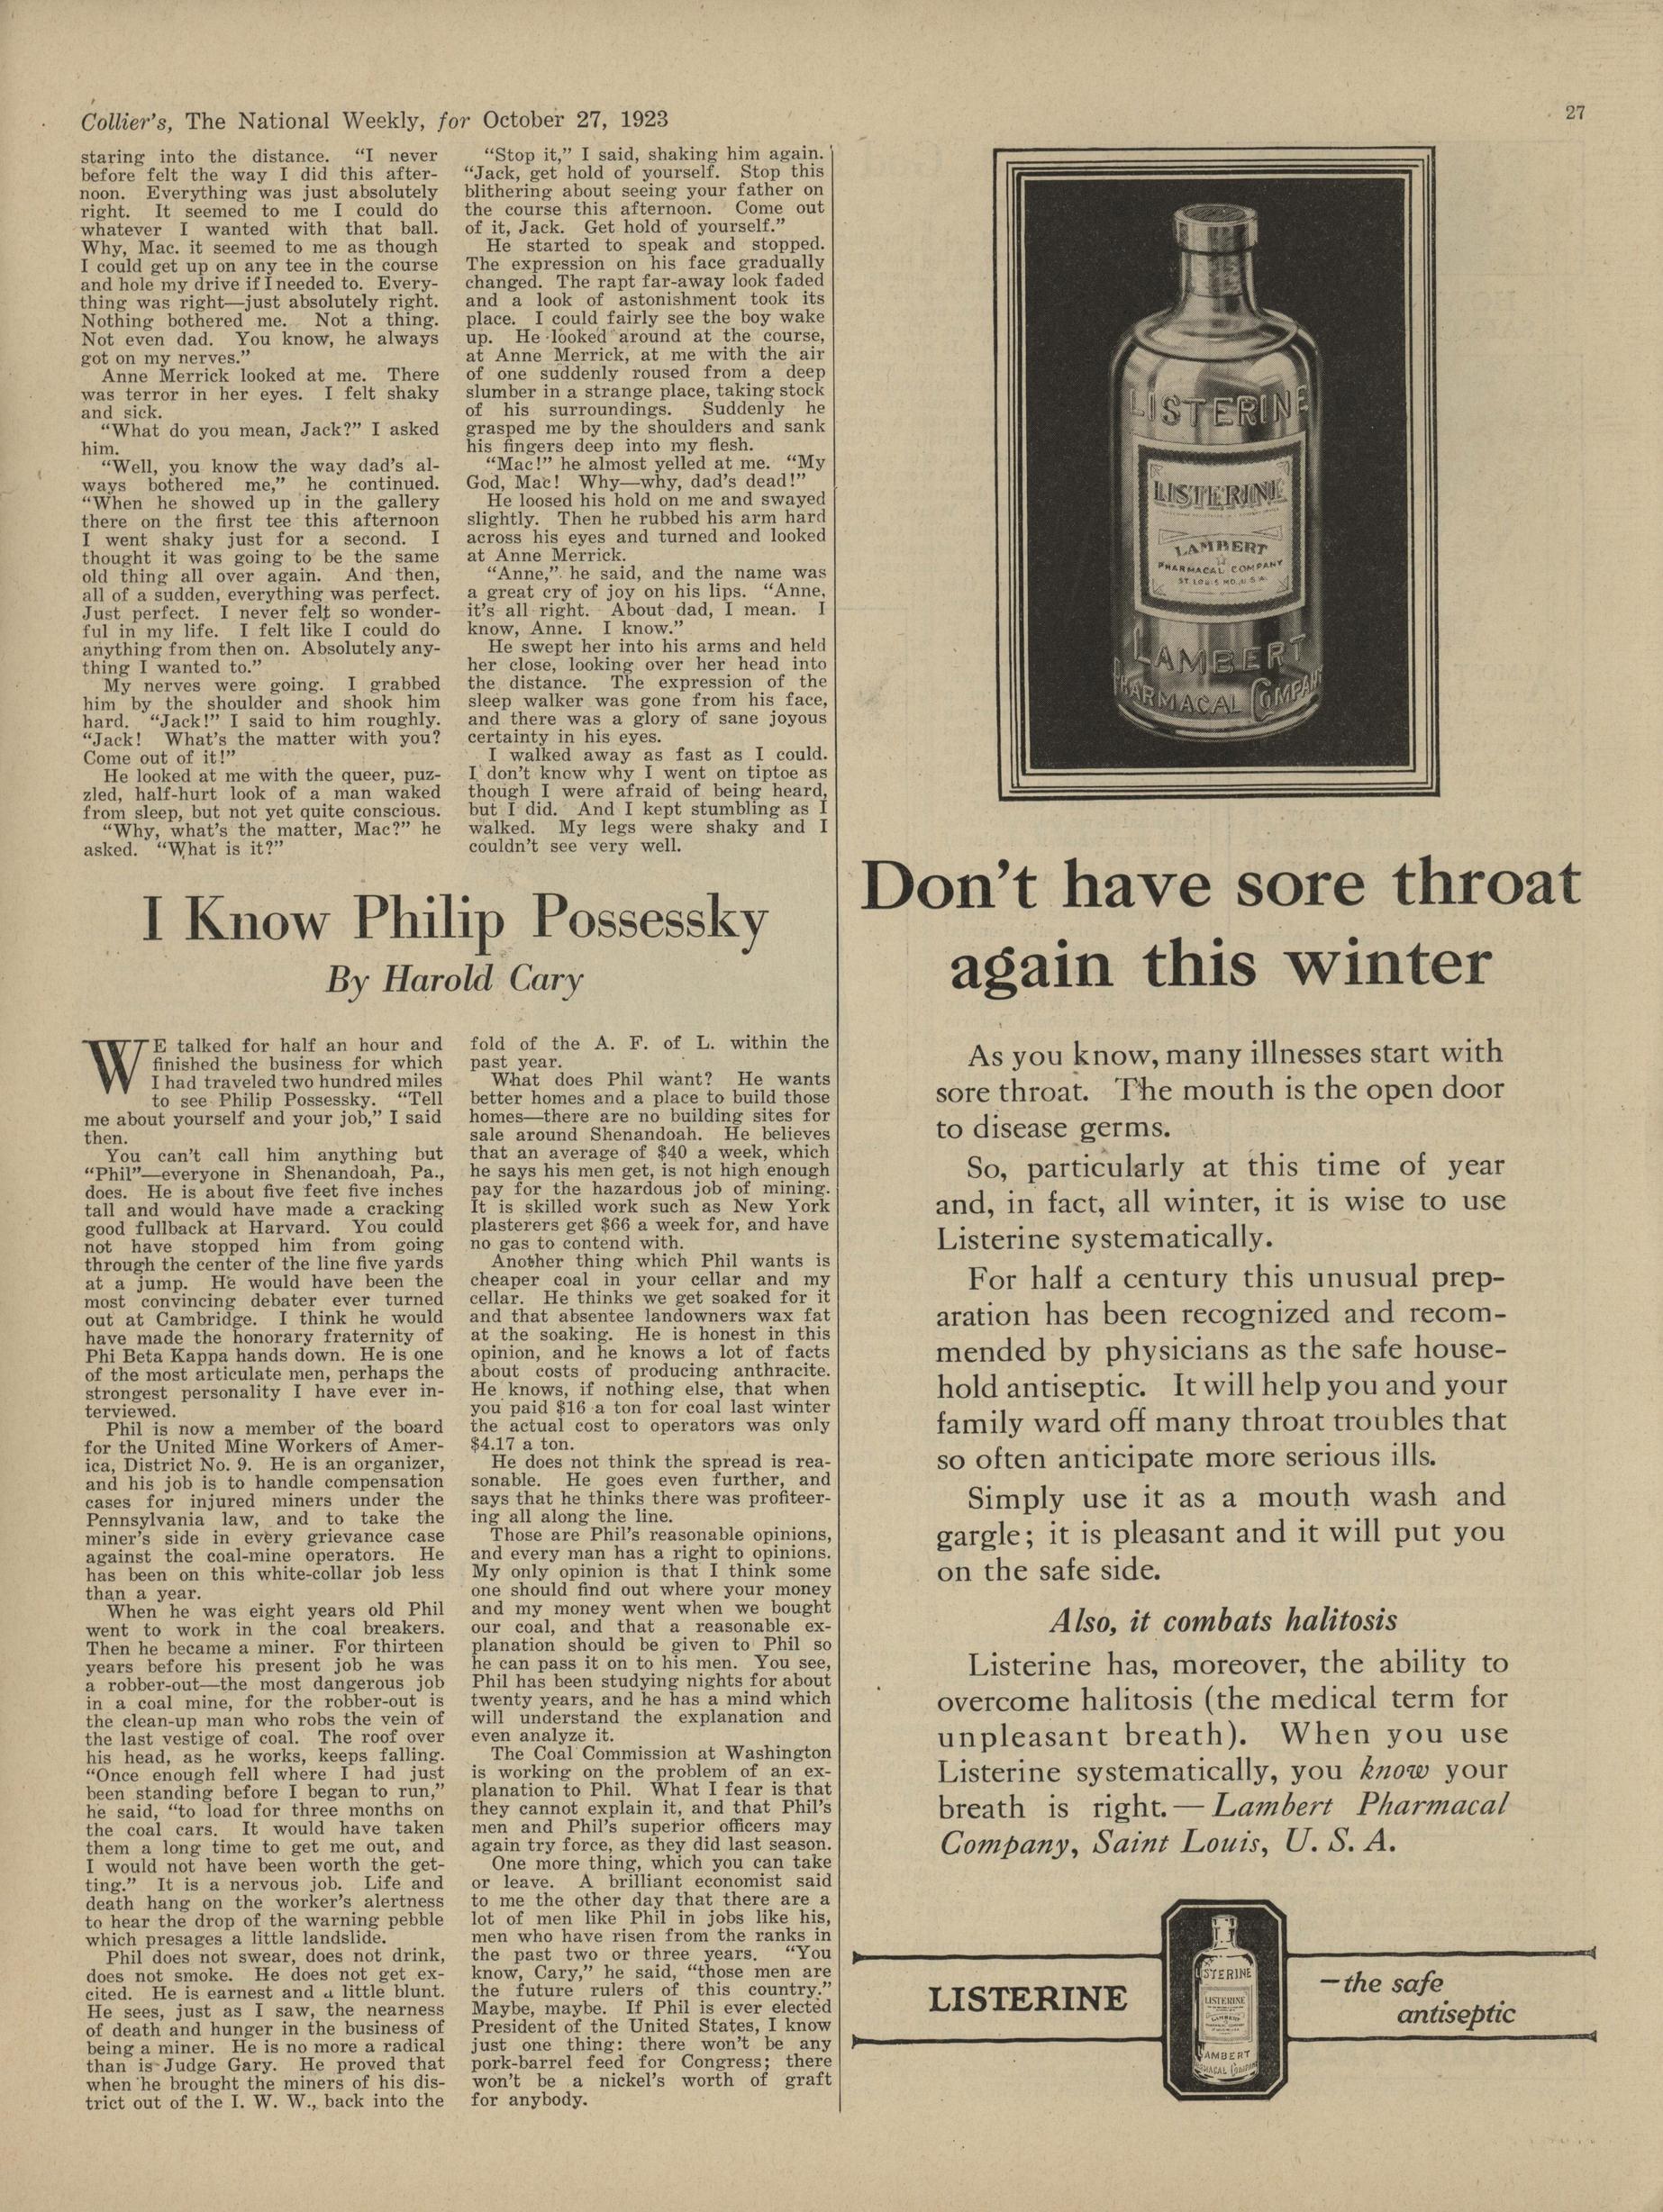 Collier's, The National Weekly, for October 27, 1923
27
staring into the distance. “I never
before felt the way I did this after-
noon. Everything was just absolutely
right. It seemed to me I could do
whatever I wanted with that ball.
Why, Mac. it seemed to me as though
I could get up on any tee in the course
and hole my drive if I needed to. Every-
thing was right—just absolutely right.
Nothing bothered me. Not a thing.
Not even dad. You know, he always
got on my nerves.”
Anne Merrick looked at me. There
was terror in her eyes. I felt shaky
and sick.
“What do you mean, Jack?” I asked
him.
“Well, you know the way dad's al-
ways bothered me,” he continued.
“When he showed up in the gallery
there on the first tee this afternoon
I went shaky just for a second. I
thought it was going to be the same
old thing all over again. And then,
all of a sudden, everything was perfect.
Just perfect. I never felt so wonder-
ful in my life. I felt like I could do
anything from then on. Absolutely any-
thing I wanted to.”
My nerves were going. I grabbed
him by the shoulder and shook him
hard. “Jack!” I said to him roughly.
“Jack! What's the matter with you?
Come out of it!”
He looked at me with the queer, puz-
zled, half-hurt look of a man waked
from sleep, but not yet quite conscious.
“Why, what's the matter, Mac?” he
asked. “What is it?”
“Stop it,” I said, shaking him again.
“Jack, get hold of yourself. Stop this
blithering about seeing your father on
the course this afternoon. Come out
of it, Jack. Get hold of yourself.”
He started to speak and stopped.
The expression on his face gradually
changed. The rapt far-away look faded
and a look of astonishment took its
place. I could fairly see the boy wake
up. He looked around at the course,
at Anne Merrick, at me with the air
of one suddenly roused from a deep
slumber in a strange place, taking stock
of his surroundings. Suddenly he
grasped me by the shoulders and sank
his fingers deep into my flesh.
“Mac!” he almost yelled at me. “My
God, Mac! Why—why, dad's dead!”
He loosed his hold on me and swayed
slightly. Then he rubbed his arm hard
across his eyes and turned and looked
at Anne Merrick.
“Anne,” he said, and the name was
a great cry of joy on his lips. “Anne,
it's all right. About dad, I mean. I
know, Anne. I know.”
He swept her into his arms and held
her close, looking over her head into
the distance. The expression of the
sleep walker was gone from his face,
and there was a glory of sane joyous
certainty in his eyes.
I walked away as fast as I could.
I don't know why I went on tiptoe as
though I were afraid of being heard,
but I did. And I kept stumbling as I
walked. My legs were shaky and I
couldn't see very well.
I Know Philip Possessky
By Harold Cary
WE talked for half an hour and
finished the business for which
I had traveled two hundred miles
to see Philip Possessky. “Tell
me about yourself and your job,” I said
then.
You can't call him anything but
“Phil”—everyone in Shenandoah, Pa.,
does. He is about five feet five inches
tall and would have made a cracking
good fullback at Harvard. You could
not have stopped him from going
through the center of the line five yards
at a jump. He would have been the
most convincing debater ever turned
out at Cambridge. I think he would
have made the honorary fraternity of
Phi Beta Kappa hands down. He is one
of the most articulate men, perhaps the
strongest personality I have ever in-
terviewed.
Phil is now a member of the board
for the United Mine Workers of Amer-
ica, District No. 9. He is an organizer,
and his job is to handle compensation
cases for injured miners under the
Pennsylvania law, and to take the
miner's side in every grievance case
against the coal-mine operators. He
has been on this white-collar job less
than a year.
When he was eight years old Phil
went to work in the coal breakers.
Then he became a miner. For thirteen
years before his present job he was
a robber-out—the most dangerous job
in a coal mine, for the robber-out is
the clean-up man who robs the vein of
the last vestige of coal. The roof over
his head, as he works, keeps falling.
“Once enough fell where I had just
been standing before I began to run,”
he said, “to load for three months on
the coal cars. It would have taken
them a long time to get me out, and
I would not have been worth the get-
ting.” It is a nervous job. Life and
death hang on the worker's alertness
to hear the drop of the warning pebble
which presages a little landslide.
Phil does not swear, does not drink,
does not smoke. He does not get ex-
cited. He is earnest and a little blunt.
He sees, just as I saw, the nearness
of death and hunger in the business of
being a miner. He is no more a radical
than is Judge Gary. He proved that
when he brought the miners of his dis-
trict out of the I. W. W., back into the
fold of the A. F. of L. within the
past year.
What does Phil want? He wants
better homes and a place to build those
homes—there are no building sites for
sale around Shenandoah. He believes
that an average of $40 a week, which
he says his men get, is not high enough
pay for the hazardous job of mining.
It is skilled work such as New York
plasterers get $66 a week for, and have
no gas to contend with.
Another thing which Phil wants is
cheaper coal in your cellar and my
cellar. He thinks we get soaked for it
and that absentee landowners wax fat
at the soaking. He is honest in this
opinion, and he knows a lot of facts
about costs of producing anthracite.
He knows, if nothing else, that when
you paid $16 a ton for coal last winter
the actual cost to operators was only
$4.17 a ton.
He does not think the spread is rea-
sonable. He goes even further, and
says that he thinks there was profiteer-
ing all along the line.
Those are Phil's reasonable opinions,
and every man has a right to opinions.
My only opinion is that I think some
one should find out where your money
and my money went when we bought
our coal, and that a reasonable ex-
planation should be given to Phil so
he can pass it on to his men. You see,
Phil has been studying nights for about
twenty years, and he has a mind which
will understand the explanation and
even analyze it.
The Coal Commission at Washington
is working on the problem of an ex-
planation to Phil. What I fear is that
they cannot explain it, and that Phil's
men and Phil's superior officers may
again try force, as they did last season.
One more thing, which you can take
or leave. A brilliant economist said
to me the other day that there are a
lot of men like Phil in jobs like his,
men who have risen from the ranks in
the past two or three years. “You
know, Cary,” he said, “those men are
the future rulers of this country.”
Maybe, maybe. If Phil is ever elected
President of the United States, I know
just one thing: there won't be any
pork-barrel feed for Congress; there
won't be a nickel's worth of graft
for anybody.
LISTERINE
LISTERINE
LAMBERT
PHARMACAL COMPANY
ST. LOUIS MO., U.S.A.
LAMBERT
PHARMACAL COMPANY
Don't have sore throat
again this winter
As you know, many illnesses start with
sore throat. The mouth is the open door
to disease germs.
So, particularly at this time of year
and, in fact, all winter, it is wise to use
Listerine systematically.
For half a century this unusual prep-
aration has been recognized and recom-
mended by physicians as the safe house-
hold antiseptic. It will help you and your
family ward off many throat troubles that
so often anticipate more serious ills.
Simply use it as a mouth wash and
gargle; it is pleasant and it will put you
on the safe side.
Also, it combats halitosis
Listerine has, moreover, the ability to
overcome halitosis (the medical term for
unpleasant breath). When you use
Listerine systematically, you know your
breath is right.—Lambert Pharmacal
Company, Saint Louis, U. S. A.
LISTERINE
STERINE
LISTERINE
LAMBERT
AMBERT
—the safe
antiseptic